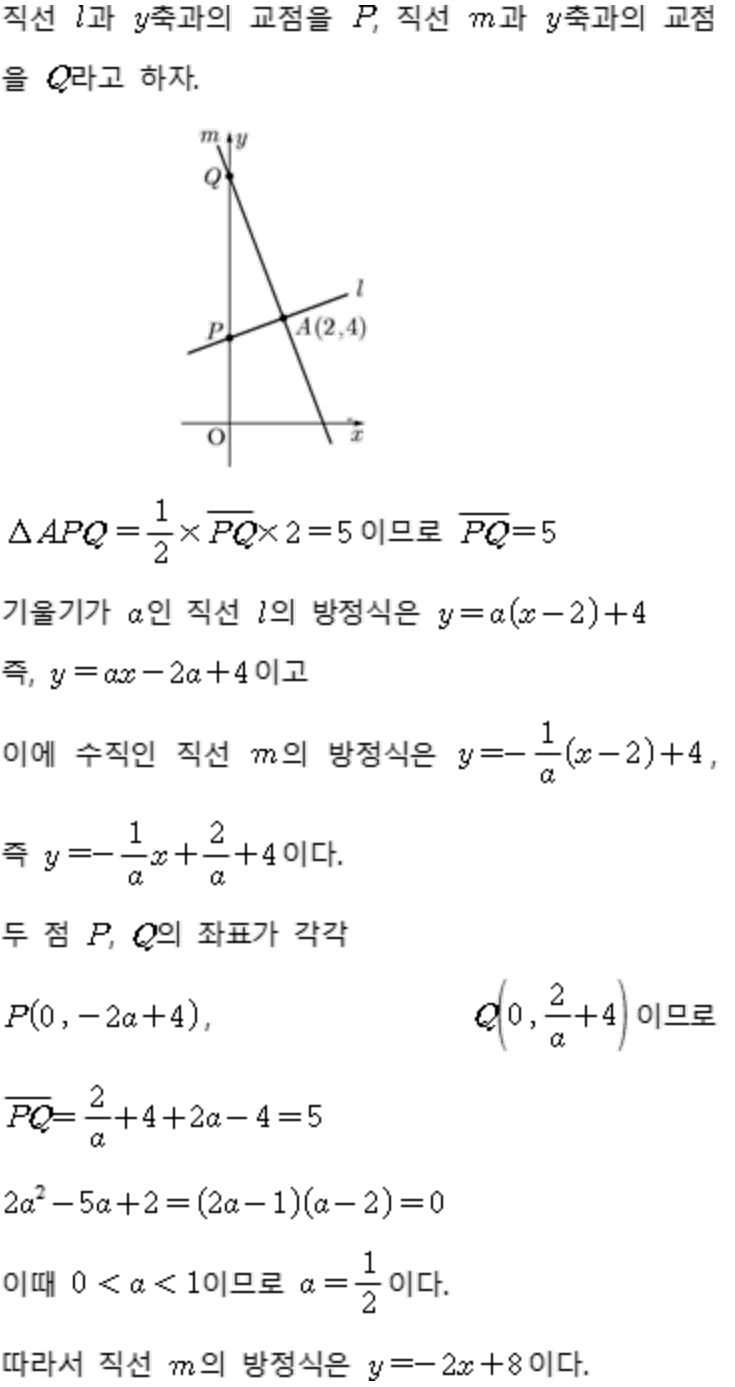 직선 l과 y축과의 교점을 P, 직선 m과 y축과의 교점
을 Q라고 하자.
m y
Q
l
P A(2,4)
O x
△APQ = 1/2 × \overline{PQ} × 2 = 5 이므로 \overline{PQ} = 5
기울기가 a인 직선 l의 방정식은 y = a(x-2)+4
즉, y = ax-2a+4 이고
이에 수직인 직선 m의 방정식은 y = -1/a(x-2)+4 ,
즉 y = -1/a x + 2/a + 4 이다.
두 점 P, Q의 좌표가 각각
P(0, -2a+4), Q(0, 2/a + 4) 이므로
\overline{PQ} = 2/a + 4 + 2a - 4 = 5
2a² - 5a + 2 = (2a-1)(a-2) = 0
이때 0 < a < 1이므로 a = 1/2 이다.
따라서 직선 m의 방정식은 y = -2x+8 이다.